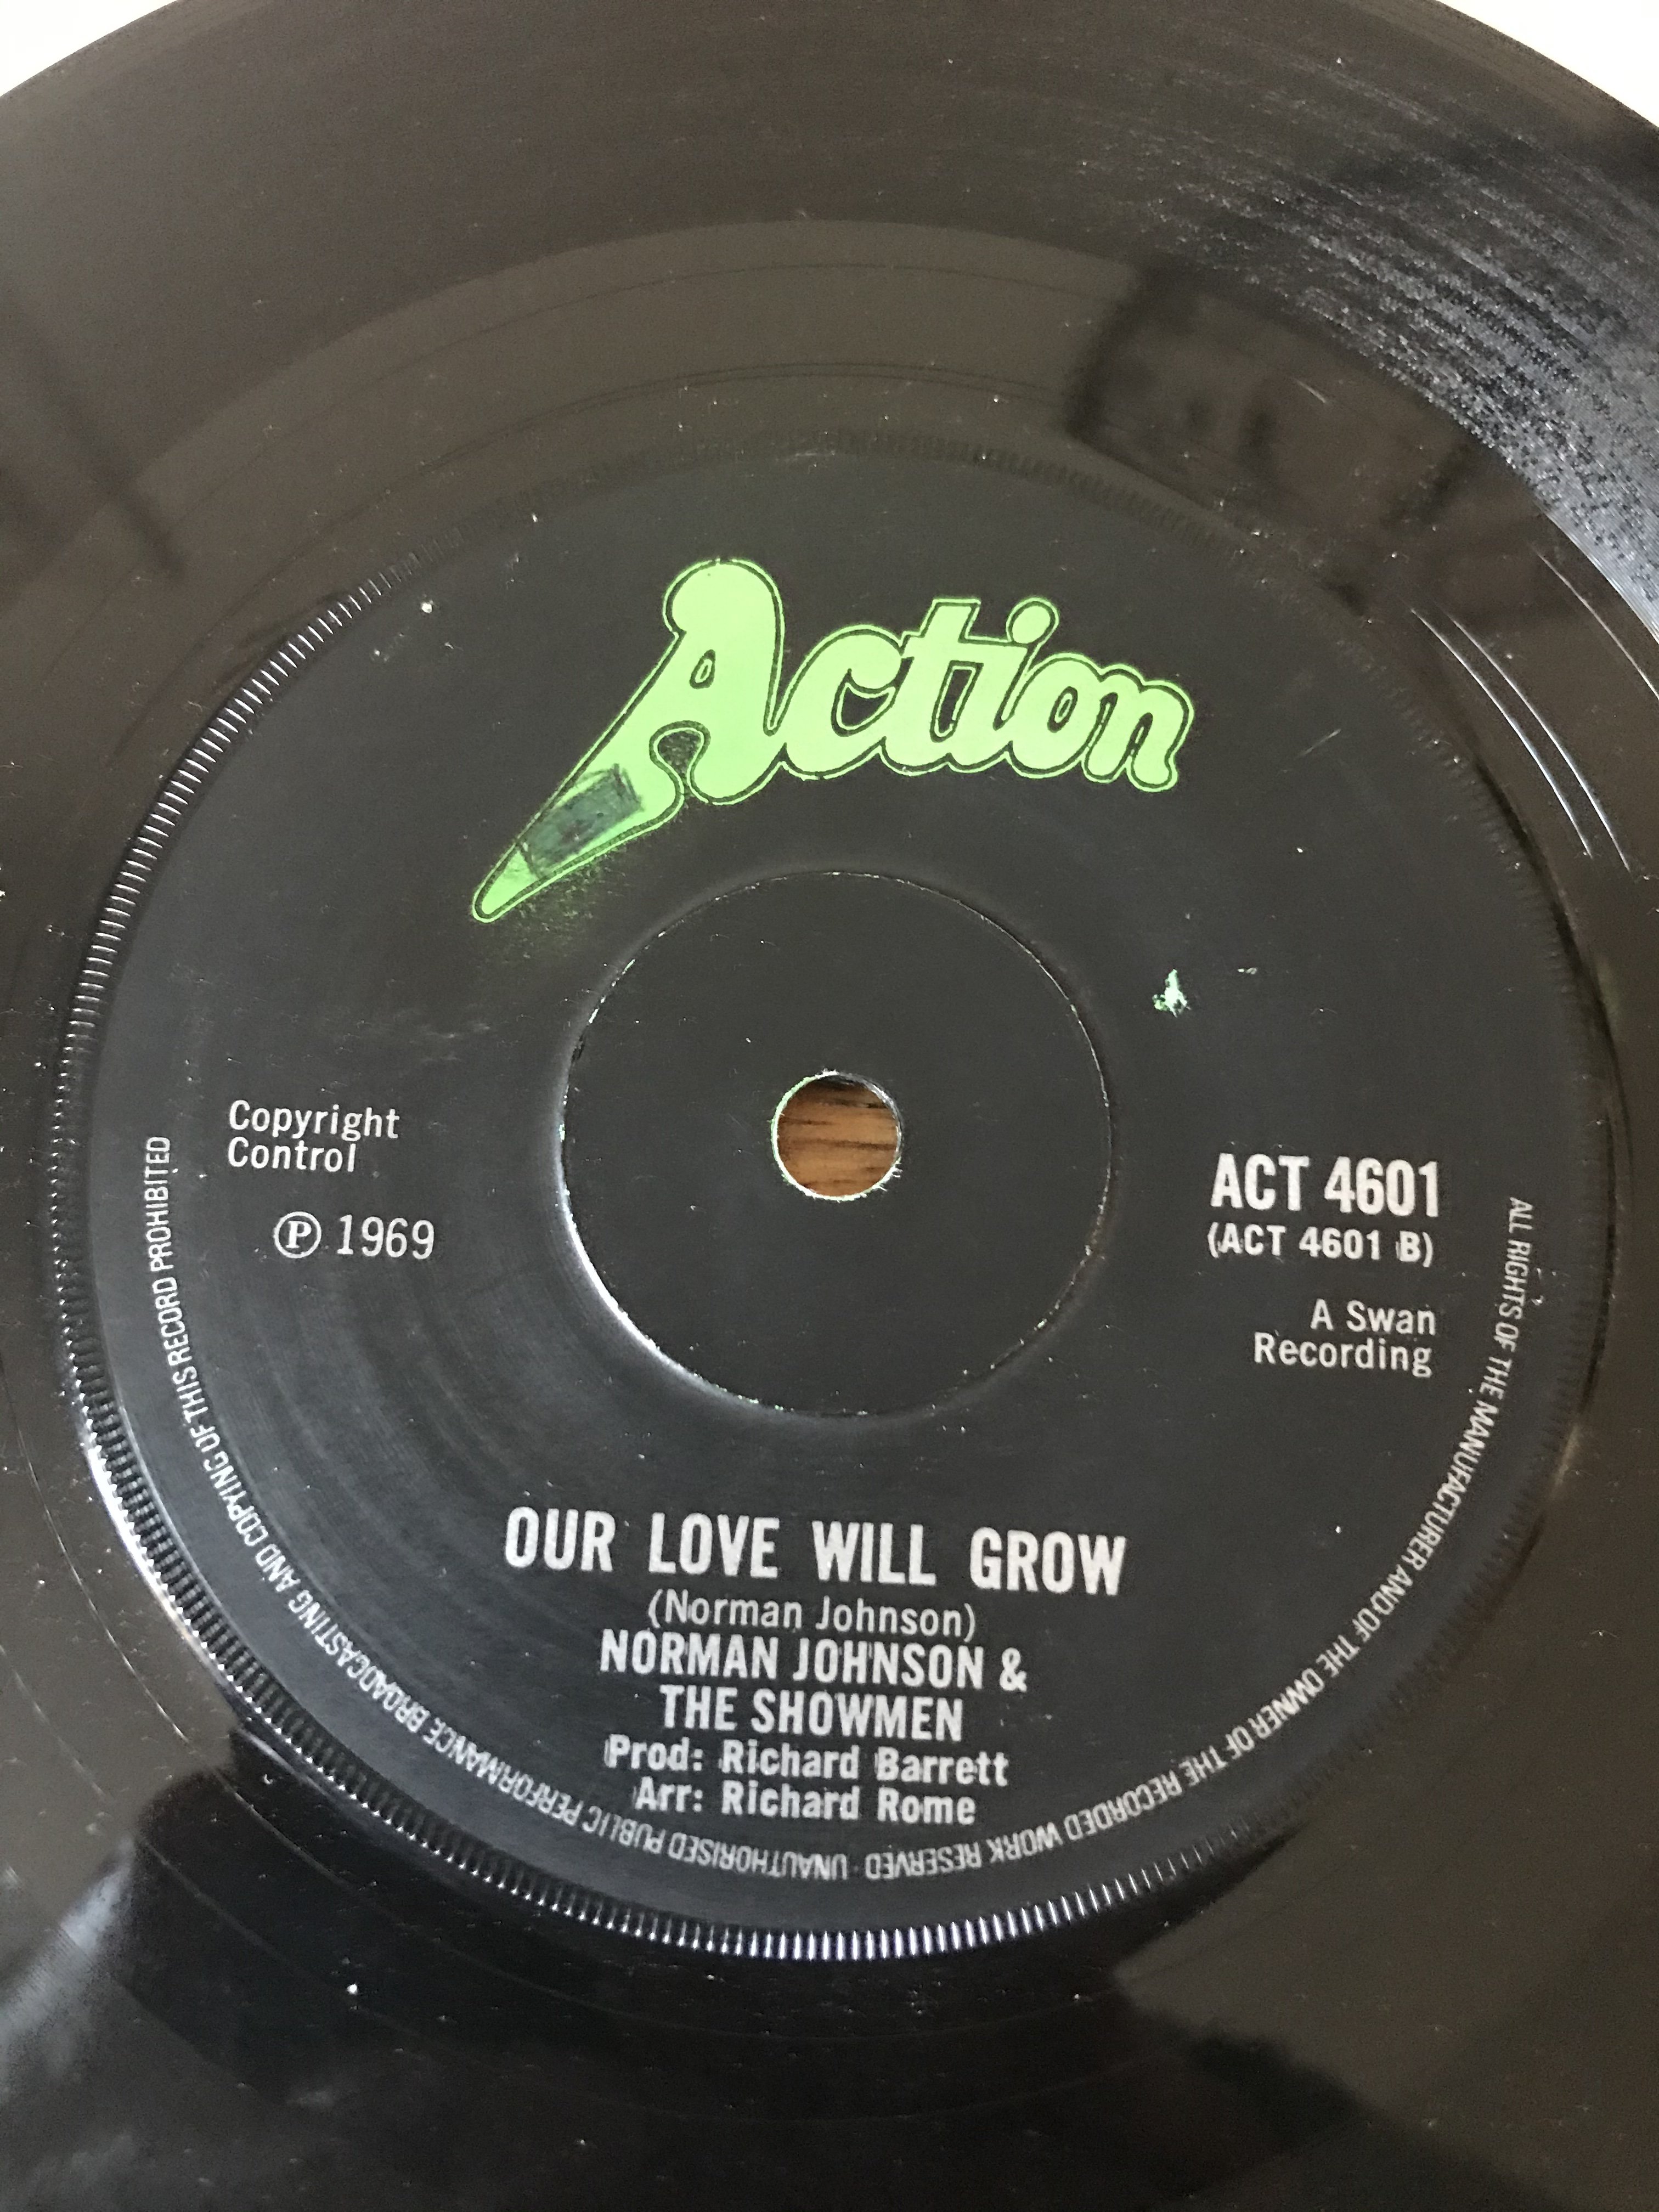 Action
Copyright
Control
Ⓟ 1969
ACT 4601
(ACT 4601 B)
A Swan
Recording
OUR LOVE WILL GROW
(Norman Johnson)
NORMAN JOHNSON &
THE SHOWMEN
Prod: Richard Barrett
Arr: Richard Rome
ALL RIGHTS OF THE MANUFACTURER AND OF THE OWNER OF THE RECORDED WORK RESERVED · UNAUTHORISED PUBLIC PERFORMANCE BROADCASTING AND COPYING OF THIS RECORD PROHIBITED